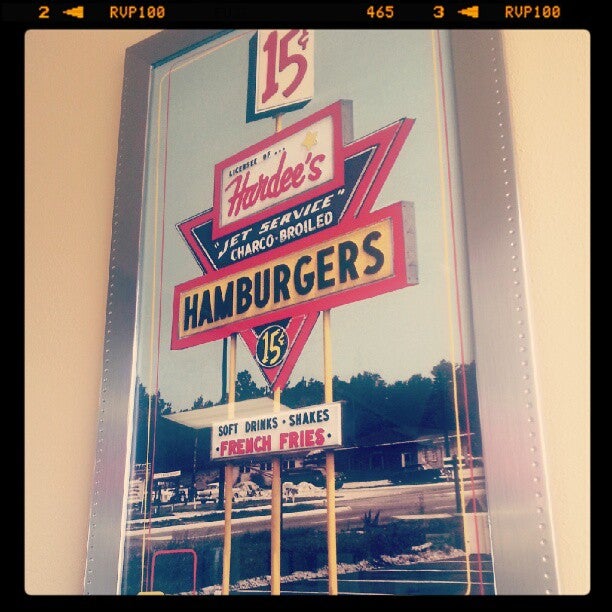 2 RVP100 465 3 RVP100
15¢
LICENSEE OF...
Hardee's
"JET SERVICE"
CHARCO-BROILED
HAMBURGERS
15¢
SOFT DRINKS • SHAKES
• FRENCH FRIES •